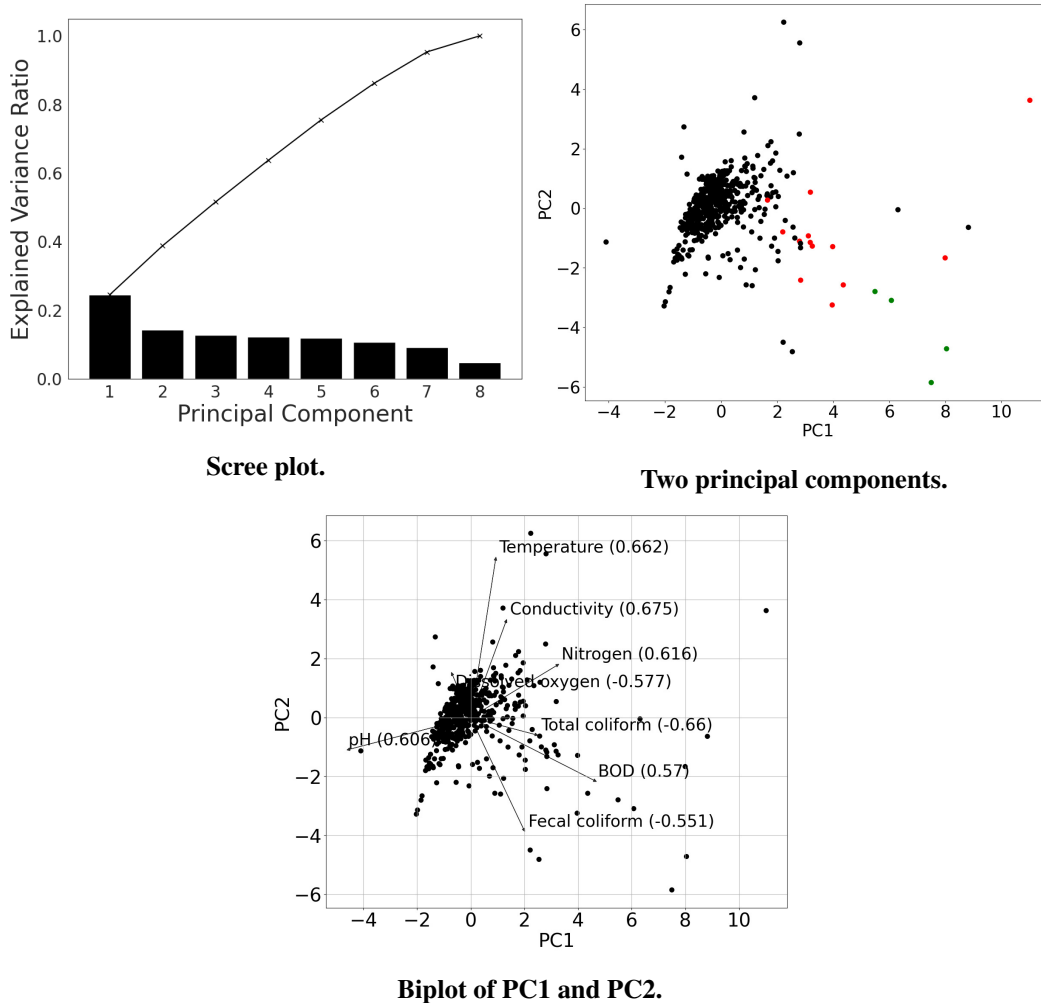 Explained Variance Ratio
1.0
0.8
0.6
0.4
0.2
0.0
1 2 3 4 5 6 7 8
Principal Component
Scree plot.
PC2
6
4
2
0
−2
−4
−6
−4 −2 0 2 4 6 8 10
PC1
Two principal components.
PC2
6
4
2
0
−2
−4
−6
Temperature (0.662)
Conductivity (0.675)
Nitrogen (0.616)
Dissolved oxygen (-0.577)
Total coliform (-0.66)
pH (0.606)
BOD (0.57)
Fecal coliform (-0.551)
−4 −2 0 2 4 6 8 10
PC1
Biplot of PC1 and PC2.